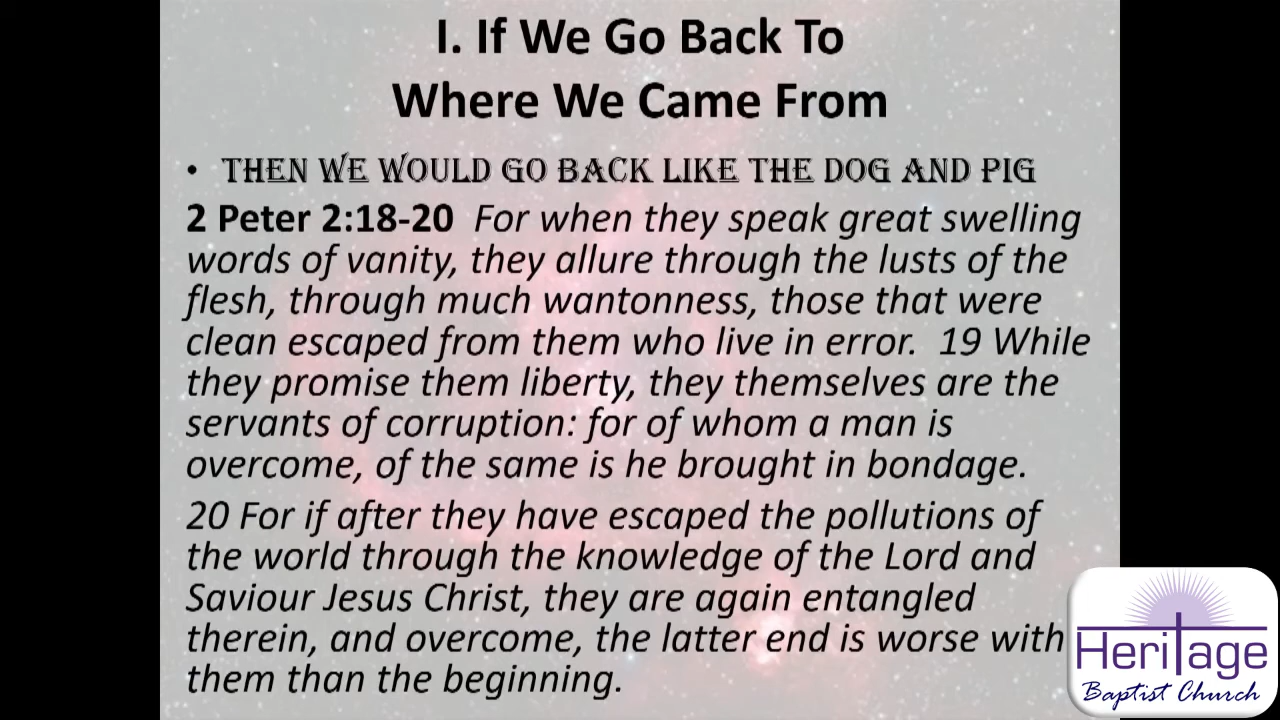 I. If We Go Back To
Where We Came From
• THEN WE WOULD GO BACK LIKE THE DOG AND PIG
2 Peter 2:18-20 For when they speak great swelling
words of vanity, they allure through the lusts of the
flesh, through much wantonness, those that were
clean escaped from them who live in error. 19 While
they promise them liberty, they themselves are the
servants of corruption: for of whom a man is
overcome, of the same is he brought in bondage.
20 For if after they have escaped the pollutions of
the world through the knowledge of the Lord and
Saviour Jesus Christ, they are again entangled
therein, and overcome, the latter end is worse with
them than the beginning.
Heritage
Baptist Church